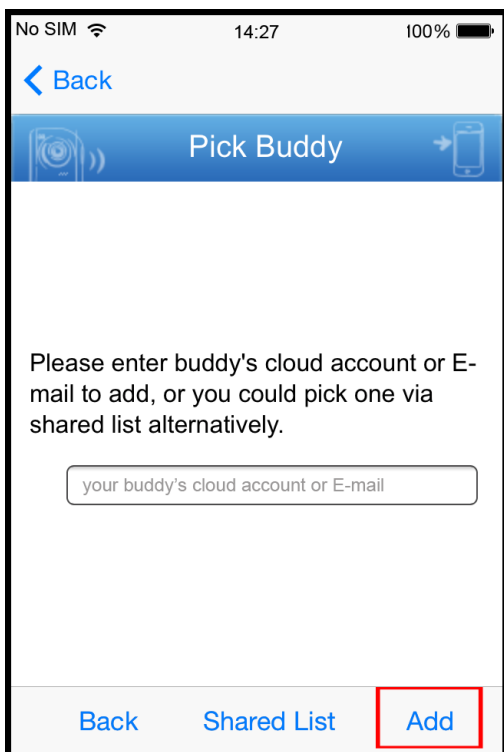 No SIM 14:27 100%
Back
Pick Buddy
Please enter buddy's cloud account or E-
mail to add, or you could pick one via
shared list alternatively.
your buddy's cloud account or E-mail
Back Shared List Add